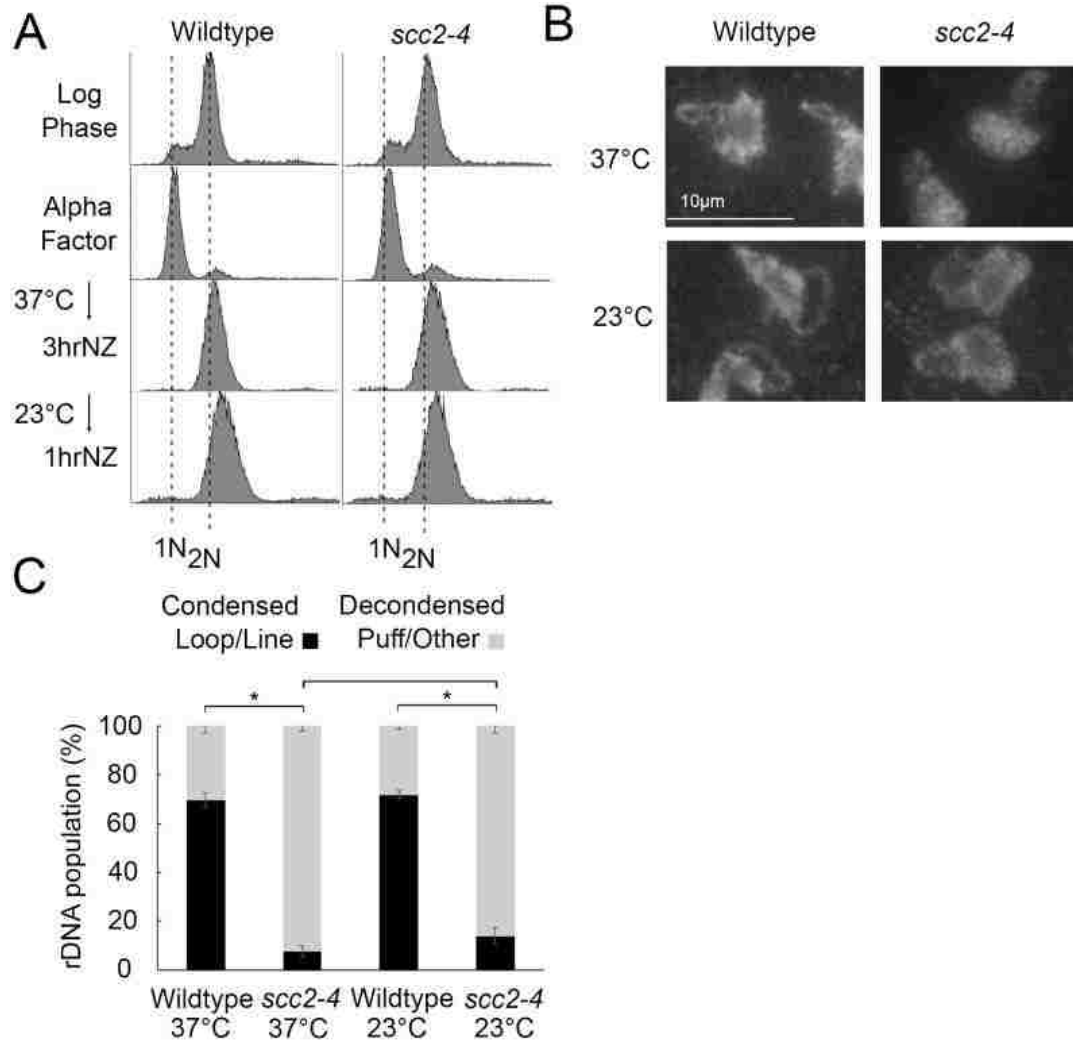 A
Wildtype scc2-4
Log
Phase
Alpha
Factor
37°C
3hrNZ
23°C
1hrNZ
1N 2N 1N 2N
B
Wildtype scc2-4
37°C
10µm
23°C
C
Condensed Decondensed
Loop/Line Puff/Other
* *
rDNA population (%)
100
80
60
40
20
0
Wildtype scc2-4 Wildtype scc2-4
37°C 37°C 23°C 23°C